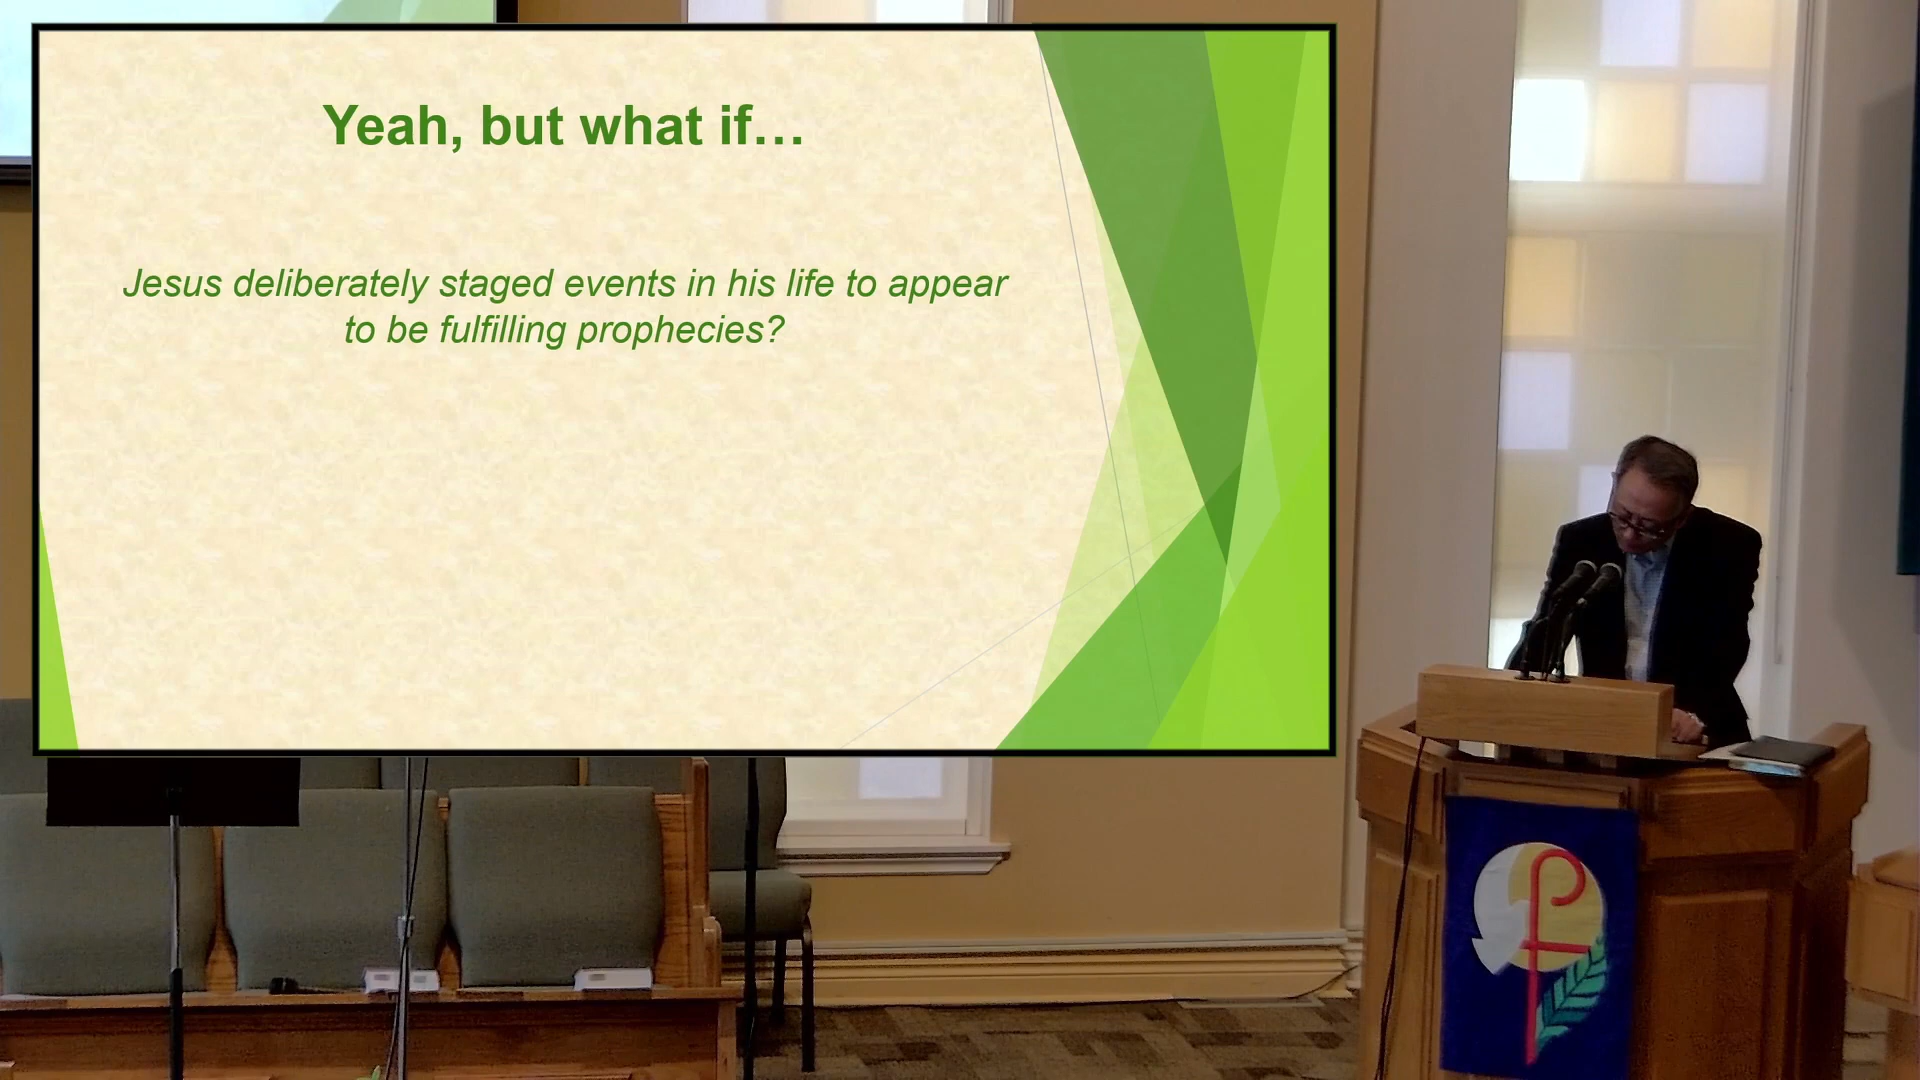 Yeah, but what if…
Jesus deliberately staged events in his life to appear
to be fulfilling prophecies?